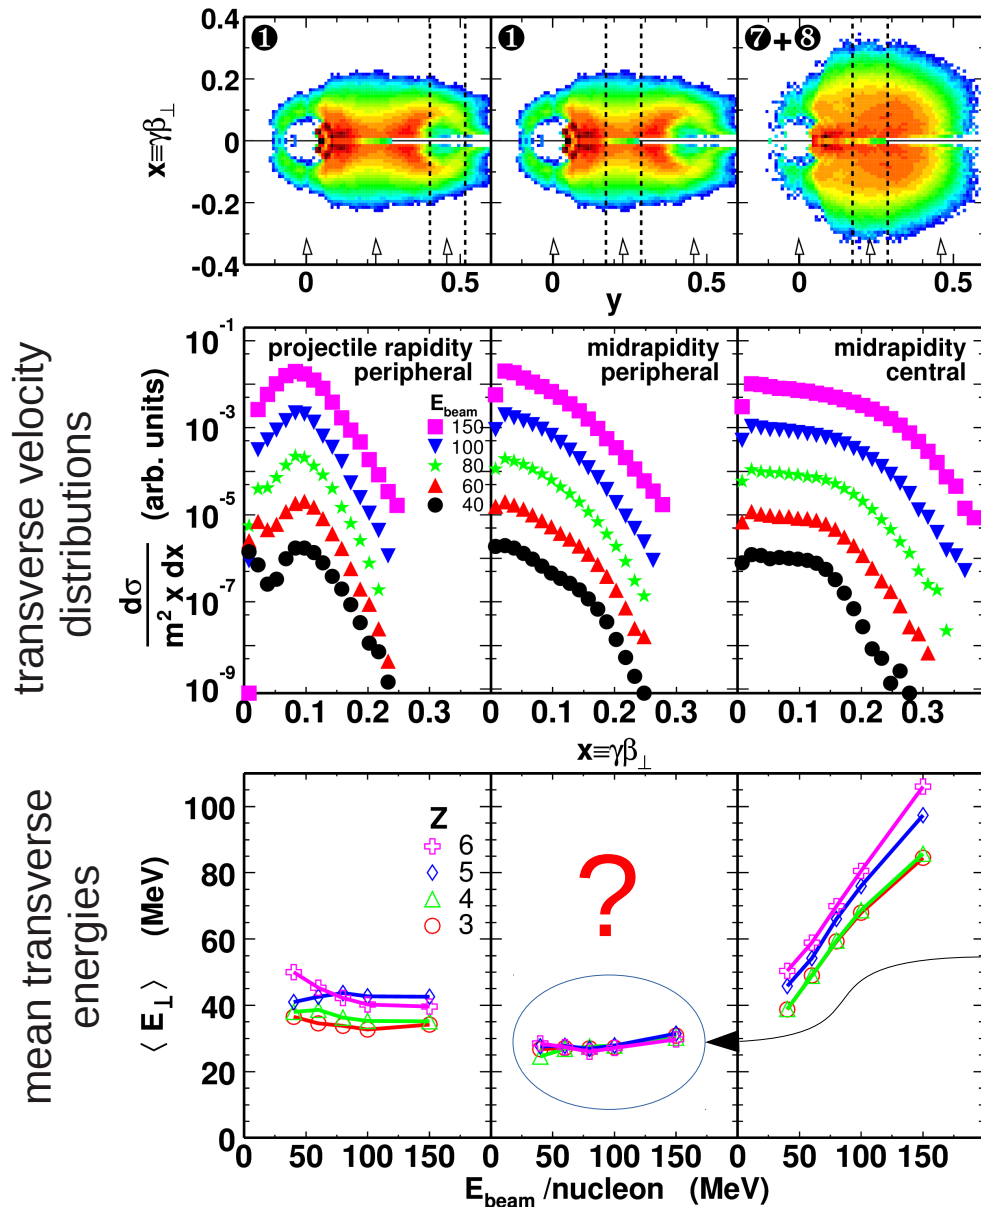 0.4
0.2
0
-0.2
-0.4
x≡γβ⊥
❶
❶
❼+❽
0
0.5
0
0.5
0
0.5
y
transverse velocity
distributions
dσ
m² x dx
(arb. units)
10⁻¹
10⁻³
10⁻⁵
10⁻⁷
10⁻⁹
projectile rapidity
peripheral
E_beam
150
100
80
60
40
midrapidity
peripheral
midrapidity
central
0 0.1 0.2 0.3
0 0.1 0.2 0.3
0 0.1 0.2 0.3
x≡γβ⊥
mean transverse
energies
⟨ E⊥ ⟩ (MeV)
100
80
60
40
20
0
Z
6
5
4
3
?
0 50 100 150
0 50 100 150
0 50 100 150
E_beam /nucleon (MeV)